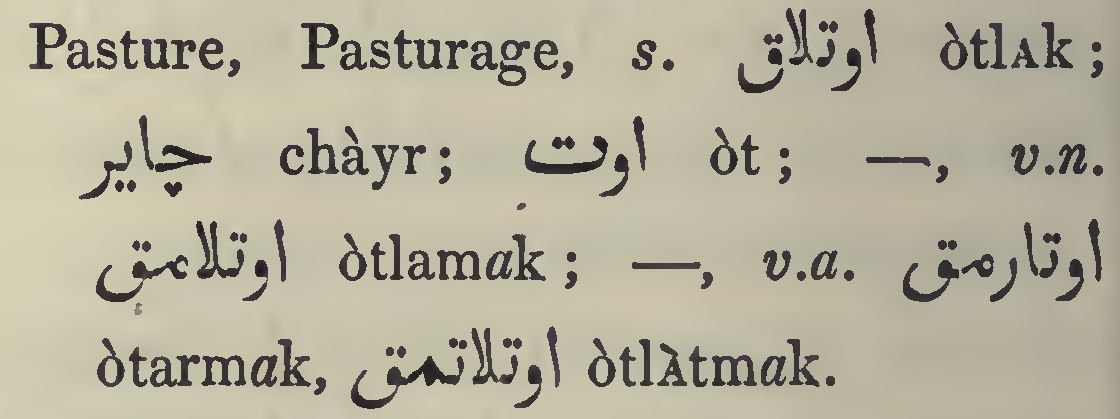 Pasture, Pasturage, s. اوتلاق òtlᴀk ;
چایر chàyr ; اوت òt ; —, v.n.
اوتلامق òtlamak ; —, v.a. اوتارمق
òtarmak, اوتلاتمق òtlᴀ̀tmak.